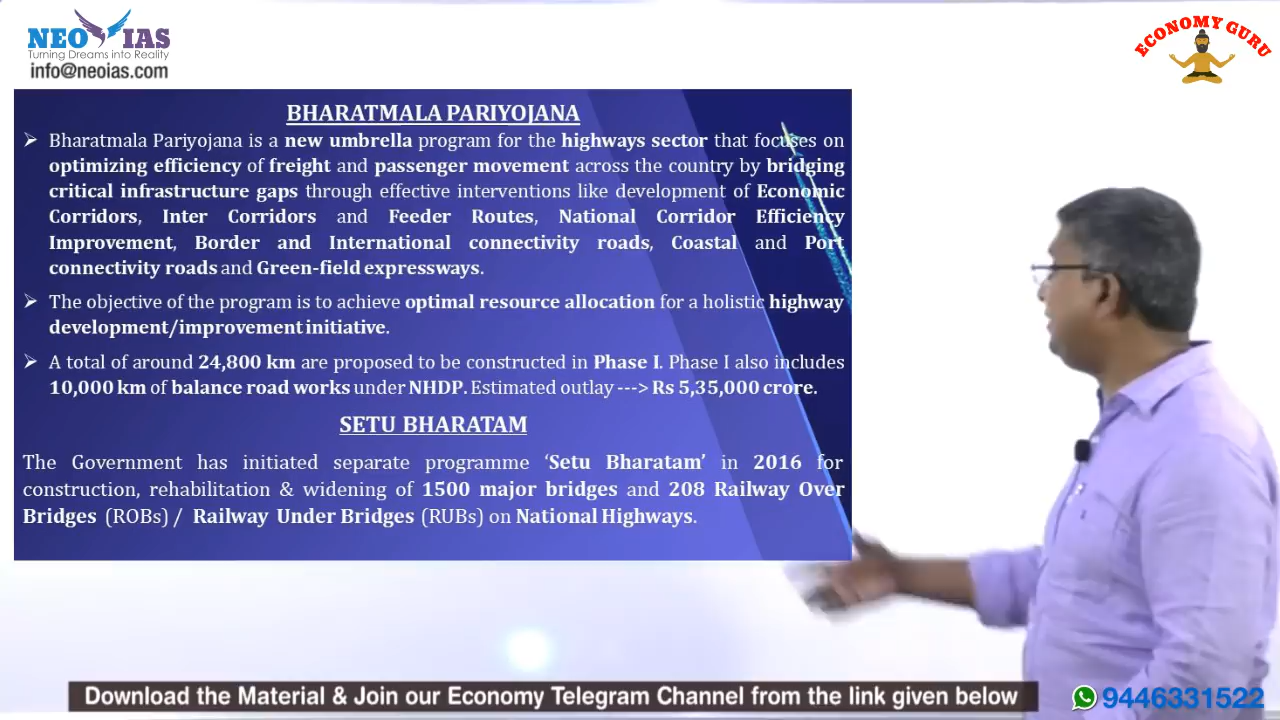 NEO IAS
Turning Dreams into Reality
info@neoias.com
ECONOMY GURU
BHARATMALA PARIYOJANA
➢ Bharatmala Pariyojana is a new umbrella program for the highways sector that focuses on
optimizing efficiency of freight and passenger movement across the country by bridging
critical infrastructure gaps through effective interventions like development of Economic
Corridors, Inter Corridors and Feeder Routes, National Corridor Efficiency
Improvement, Border and International connectivity roads, Coastal and Port
connectivity roads and Green-field expressways.
➢ The objective of the program is to achieve optimal resource allocation for a holistic highway
development/improvement initiative.
➢ A total of around 24,800 km are proposed to be constructed in Phase I. Phase I also includes
10,000 km of balance road works under NHDP. Estimated outlay ---> Rs 5,35,000 crore.
SETU BHARATAM
The Government has initiated separate programme ‘Setu Bharatam’ in 2016 for
construction, rehabilitation & widening of 1500 major bridges and 208 Railway Over
Bridges (ROBs) / Railway Under Bridges (RUBs) on National Highways.
Download the Material & Join our Economy Telegram Channel from the link given below
9446331522